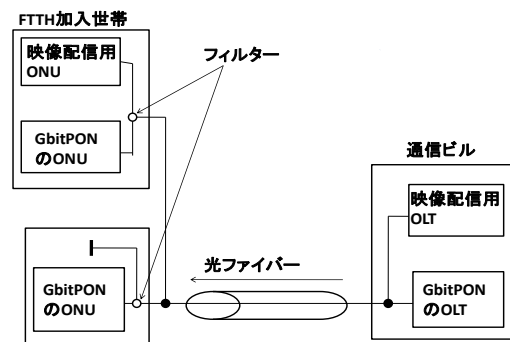 FTTH加入世帯
映像配信用
ONU
GbitPON
のONU
フィルター
GbitPON
のONU
光ファイバー
通信ビル
映像配信用
OLT
GbitPON
のOLT